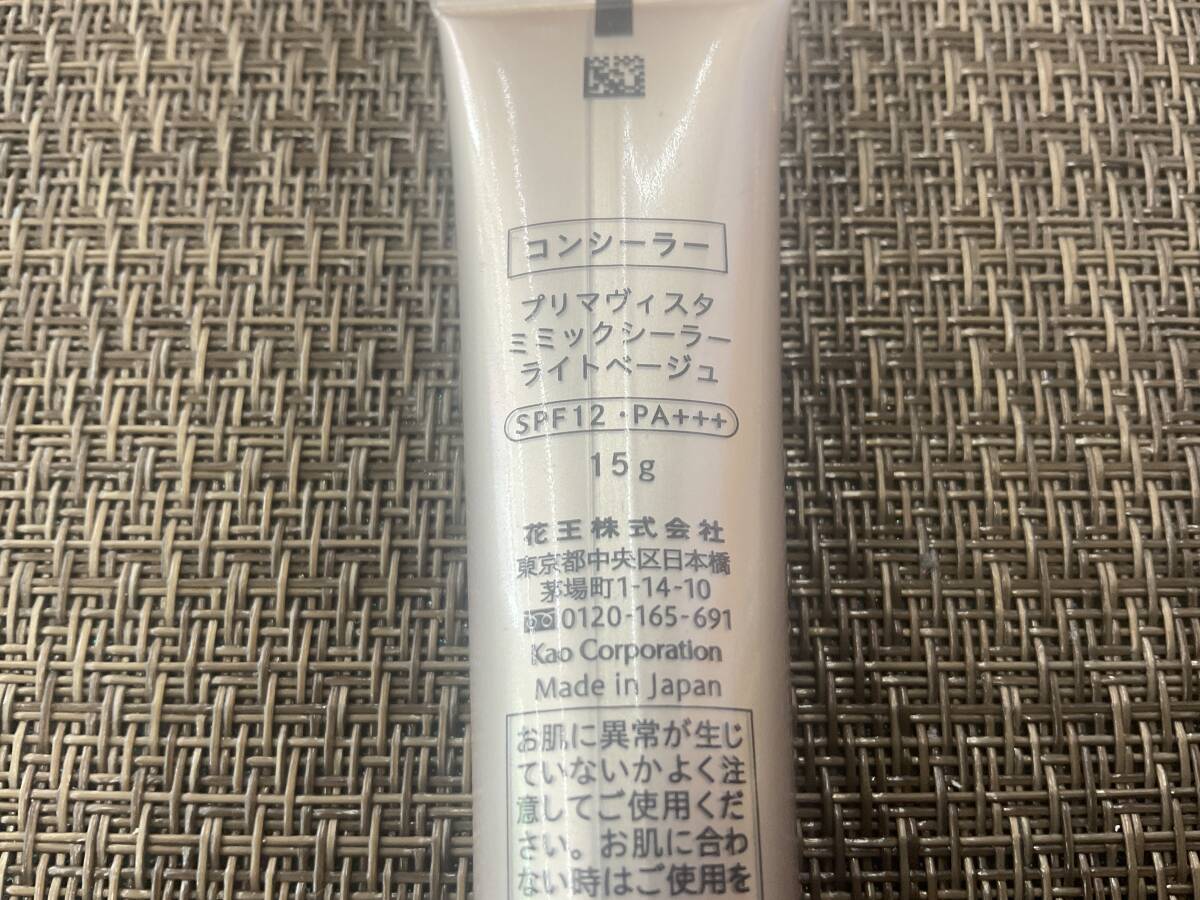 コンシーラー
プリマヴィスタ
ミミックシーラー
ライトベージュ
SPF12・PA+++
15g
花王株式会社
東京都中央区日本橋
茅場町1-14-10
0120-165-691
Kao Corporation
Made in Japan
お肌に異常が生じ
ていないかよく注
意してご使用くだ
さい。お肌に合わ
ない時はご使用を